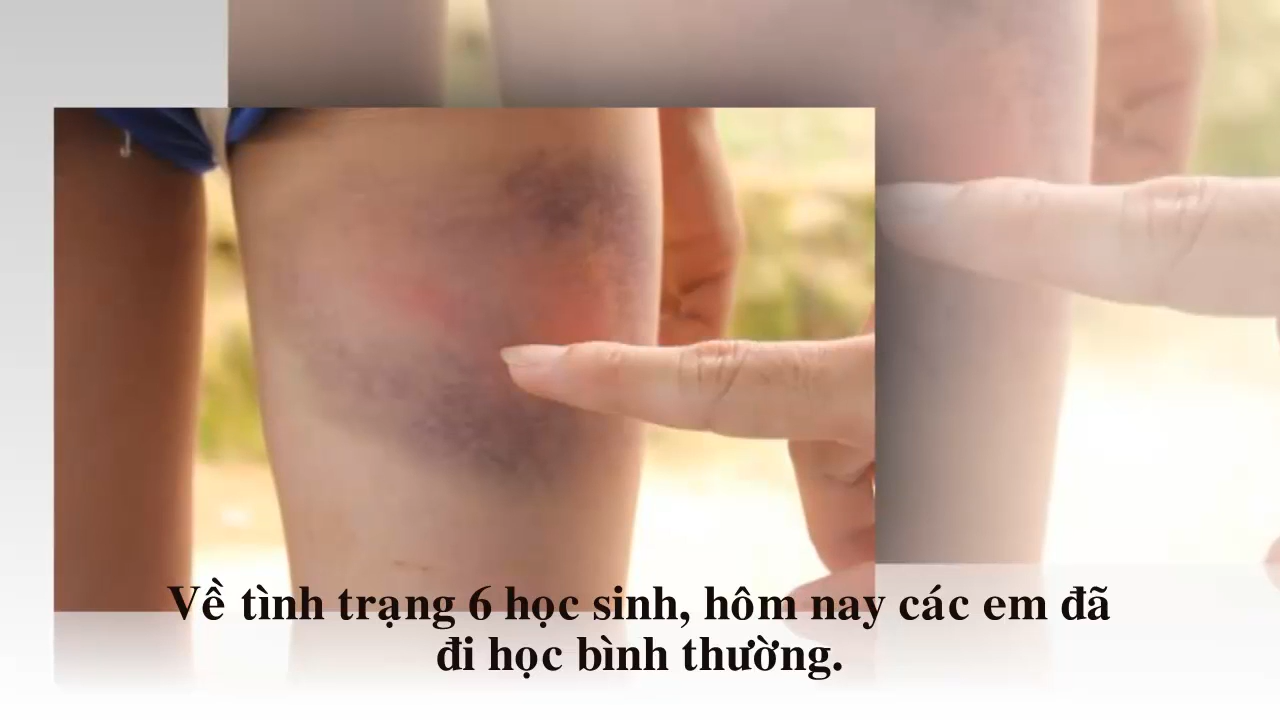 Về tình trạng 6 học sinh, hôm nay các em đã
đi học bình thường.